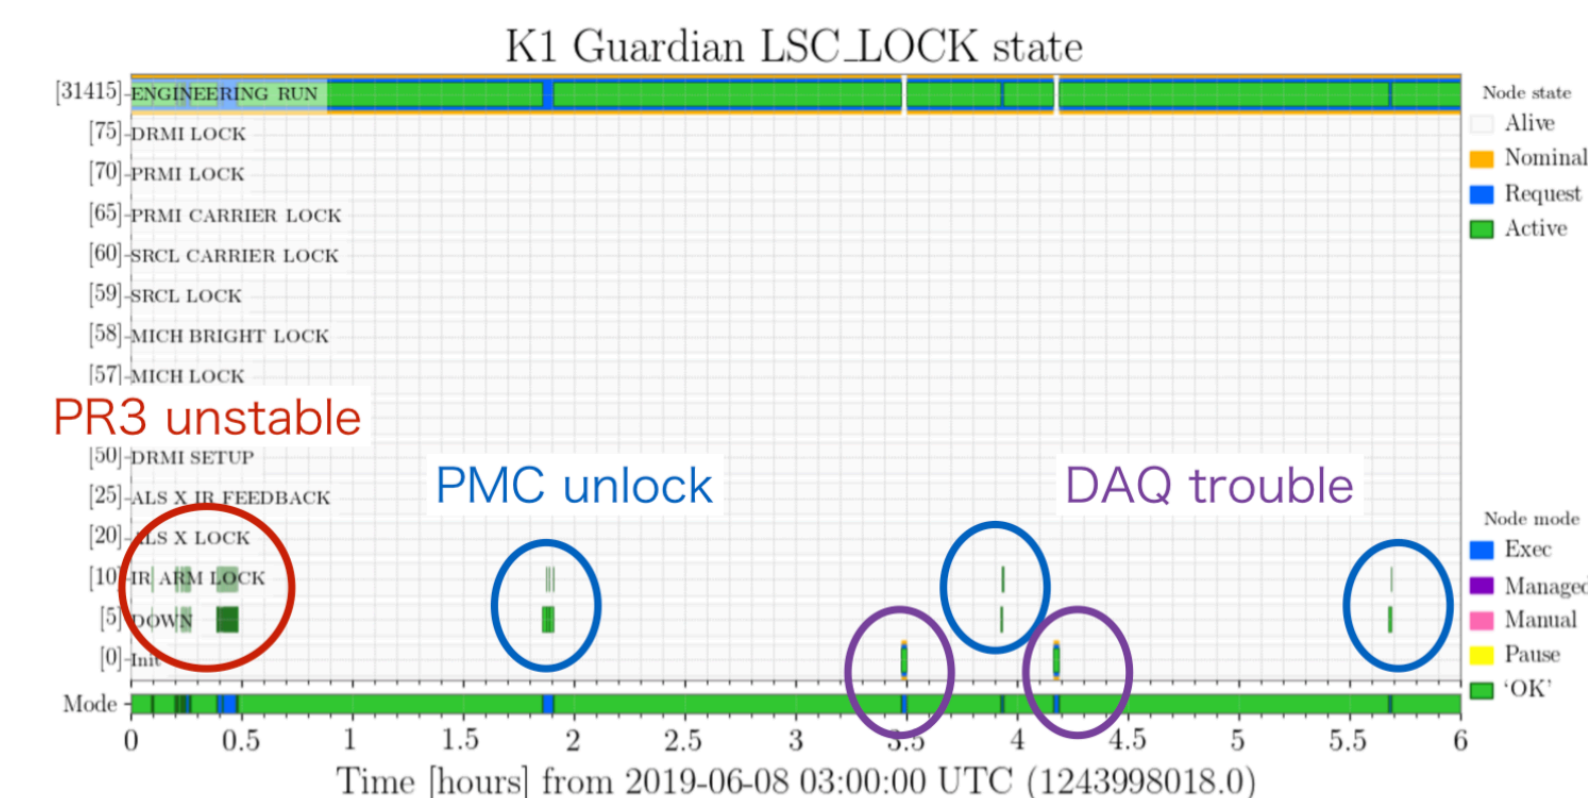 K1 Guardian LSC_LOCK state
[31415] ENGINEERING RUN
[75] DRMI LOCK
[70] PRMI LOCK
[65] PRMI CARRIER LOCK
[60] SRCL CARRIER LOCK
[59] SRCL LOCK
[58] MICH BRIGHT LOCK
[57] MICH LOCK
PR3 unstable
[50] DRMI SETUP
PMC unlock
DAQ trouble
[25] ALS X IR FEEDBACK
[20] ALS X LOCK
[10] IR ARM LOCK
[5] DOWN
[0] Init
Mode
0 0.5 1 1.5 2 2.5 3 3.5 4 4.5 5 5.5 6
Time [hours] from 2019-06-08 03:00:00 UTC (1243998018.0)
Node state
Alive
Nominal
Request
Active
Node mode
Exec
Managed
Manual
Pause
‘OK’